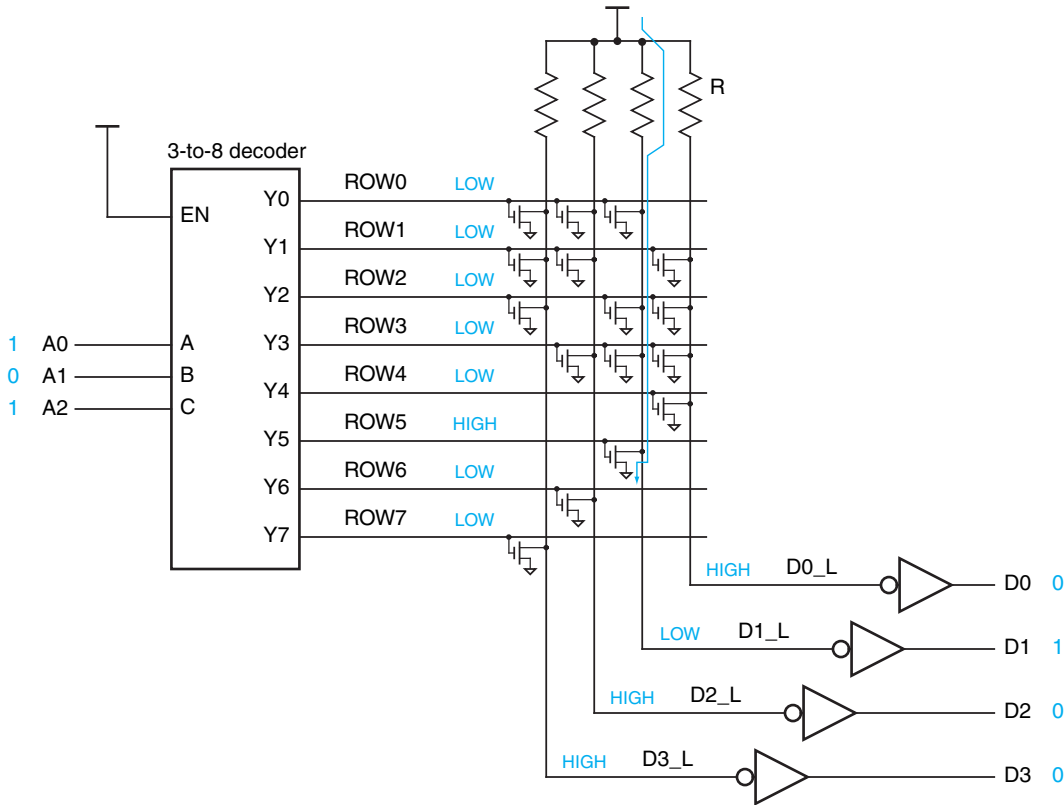 R
3-to-8 decoder
EN
Y0 ROW0 LOW
Y1 ROW1 LOW
Y2 ROW2 LOW
1 A0 A Y3 ROW3 LOW
0 A1 B
1 A2 C Y4 ROW4 LOW
Y5 ROW5 HIGH
Y6 ROW6 LOW
Y7 ROW7 LOW
HIGH D0_L D0 0
LOW D1_L D1 1
HIGH D2_L D2 0
HIGH D3_L D3 0